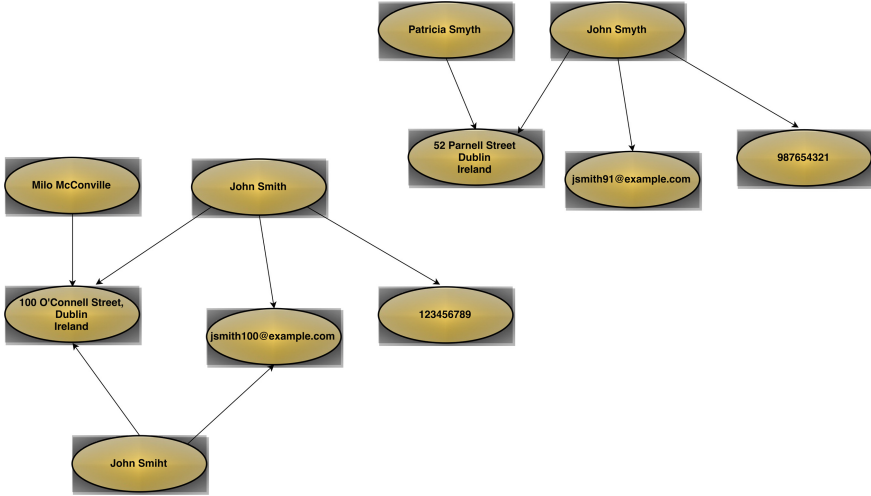 Patricia Smyth
John Smyth
52 Parnell Street
Dublin
Ireland
jsmith91@example.com
987654321
Milo McConville
John Smith
100 O'Connell Street,
Dublin
Ireland
jsmith100@example.com
123456789
John Smiht